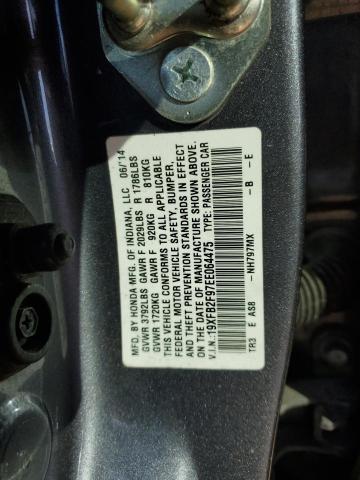 MFD. BY HONDA MFG. OF INDIANA, LLC 06/14
GVWR 3792LBS GAWR F 2029LBS R 1786LBS
GVWR 1720KG GAWR F 920KG R 810KG
THIS VEHICLE CONFORMS TO ALL APPLICABLE
FEDERAL MOTOR VEHICLE SAFETY, BUMPER,
AND THEFT PREVENTION STANDARDS IN EFFECT
ON THE DATE OF MANUFACTURE SHOWN ABOVE.
V.I.N.: 19XFB2F97EE064475 TYPE: PASSENGER CAR
TR3 E AS8 -NH797MX -B -E